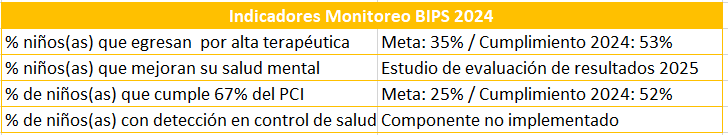 Indicadores Monitoreo BIPS 2024
% niños(as) que egresan por alta terapéutica Meta: 35% / Cumplimiento 2024: 53%
% niños(as) que mejoran su salud mental Estudio de evaluación de resultados 2025
% de niños(as) que cumple 67% del PCI Meta: 25% / Cumplimiento 2024: 52%
% de niños(as) con detección en control de salud Componente no implementado